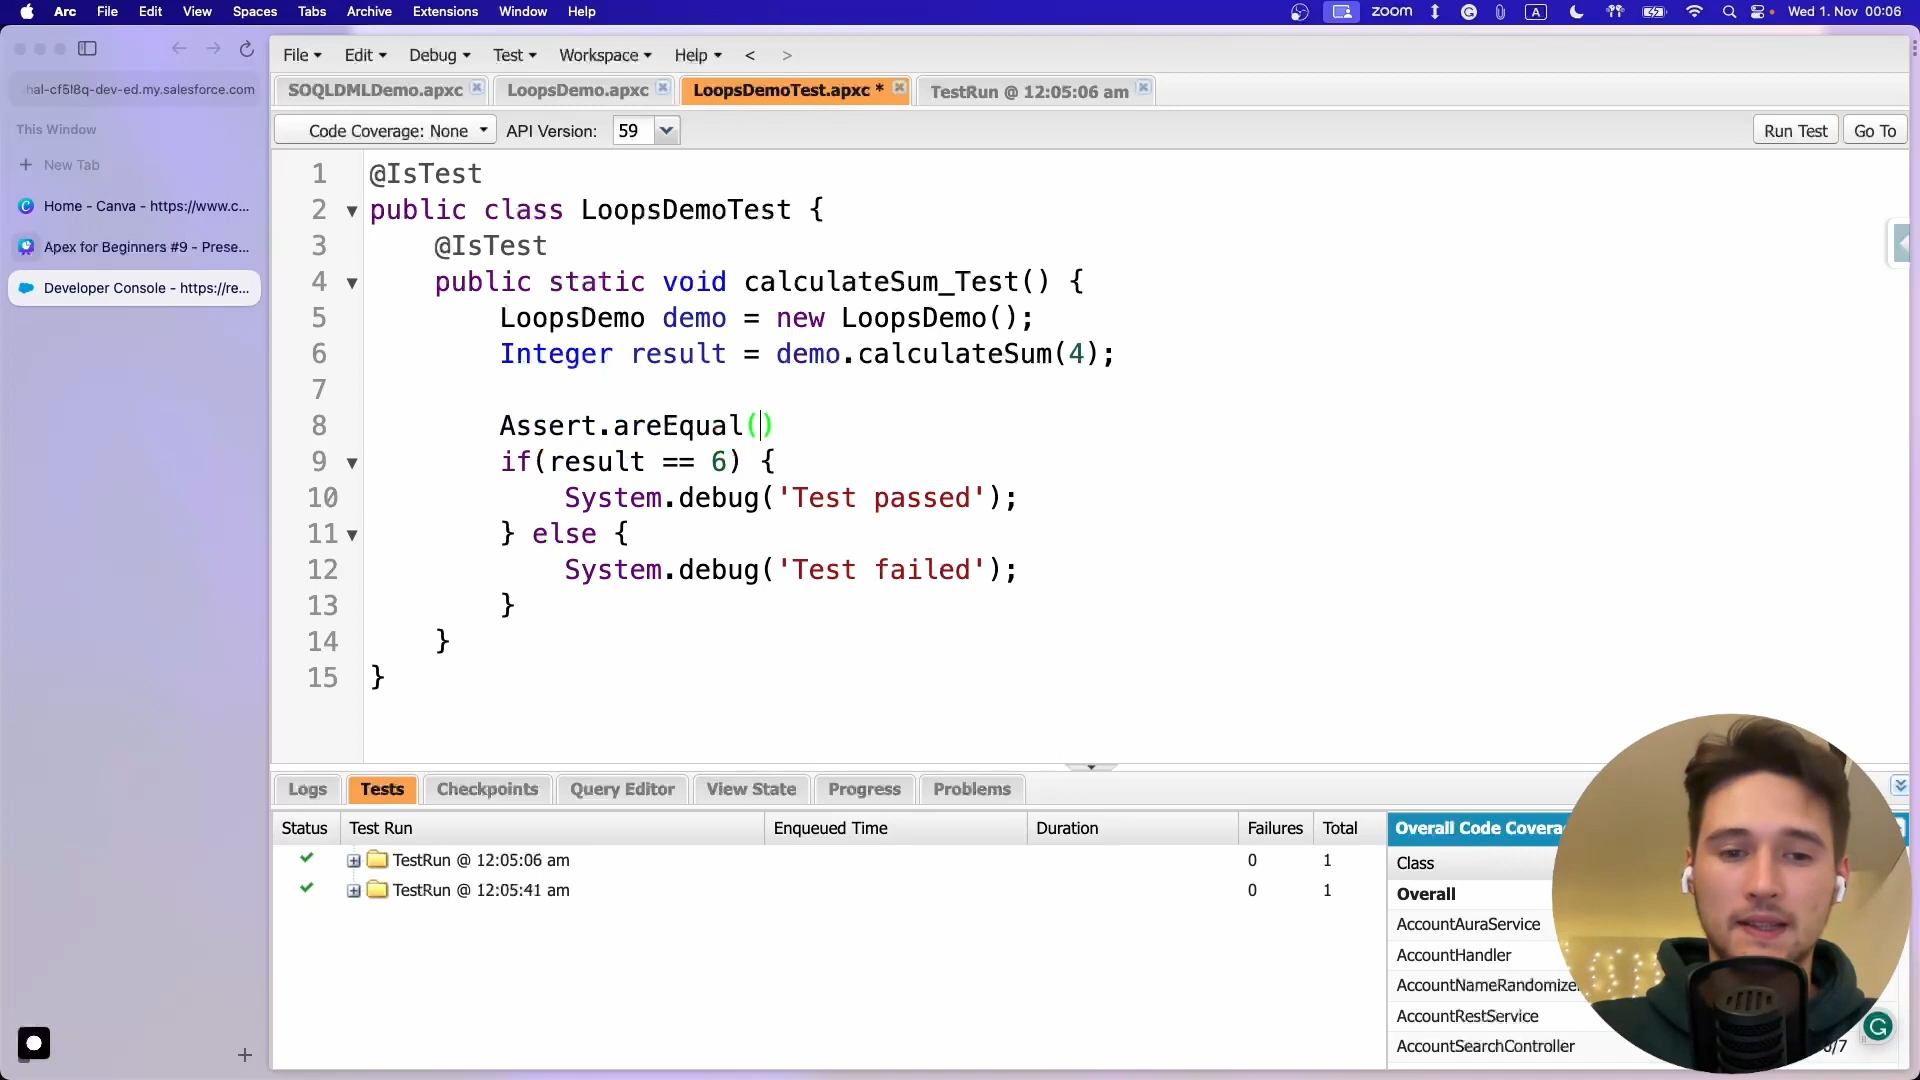 Arc File Edit View Spaces Tabs Archive Extensions Window Help
zoom A Wed 1. Nov 00:06
hal-cf5l8q-dev-ed.my.salesforce.com
This Window
New Tab
Home - Canva - https://www.c...
Apex for Beginners #9 - Prese...
Developer Console - https://re...
File Edit Debug Test Workspace Help < >
SOQLDMLDemo.apxc LoopsDemo.apxc LoopsDemoTest.apxc * TestRun @ 12:05:06 am
Code Coverage: None API Version: 59 Run Test Go To
1 @IsTest
2 public class LoopsDemoTest {
3 @IsTest
4 public static void calculateSum_Test() {
5 LoopsDemo demo = new LoopsDemo();
6 Integer result = demo.calculateSum(4);
7
8 Assert.areEqual()
9 if(result == 6) {
10 System.debug('Test passed');
11 } else {
12 System.debug('Test failed');
13 }
14 }
15 }
Logs Tests Checkpoints Query Editor View State Progress Problems
Status Test Run Enqueued Time Duration Failures Total
TestRun @ 12:05:06 am 0 1
TestRun @ 12:05:41 am 0 1
Overall Code
Class
Overall
AccountAuraService
AccountHandler
AccountRestService
AccountSearchController